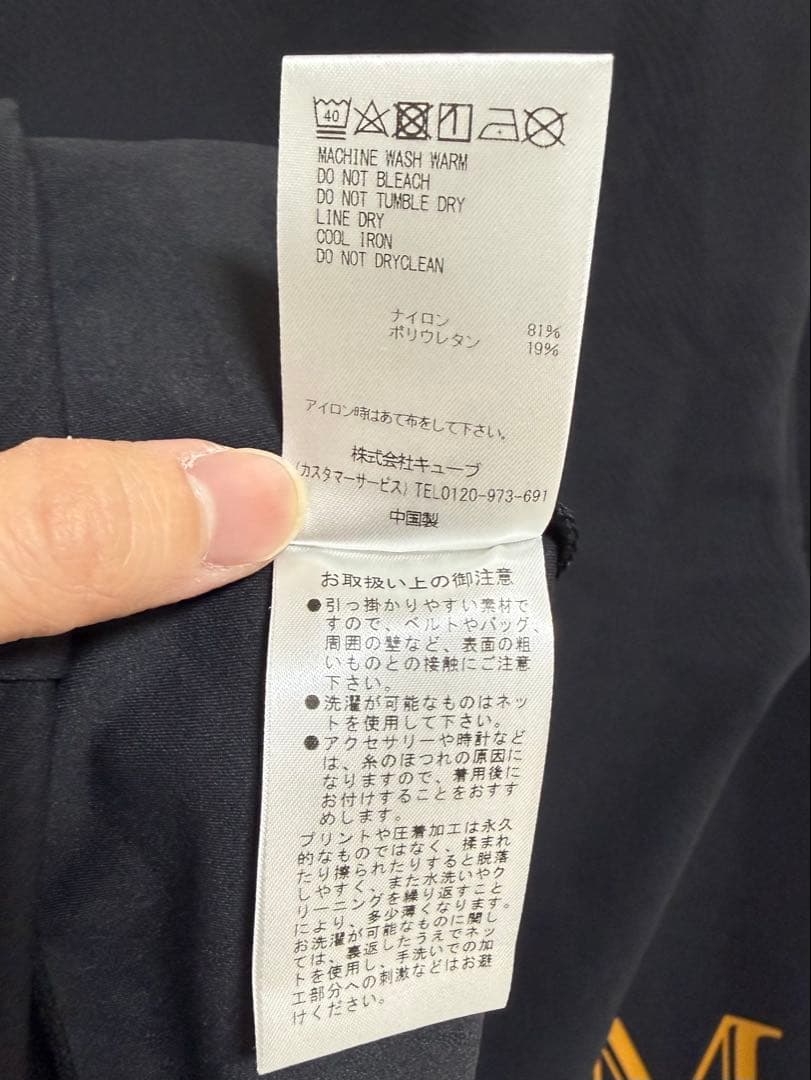 40
MACHINE WASH WARM
DO NOT BLEACH
DO NOT TUMBLE DRY
LINE DRY
COOL IRON
DO NOT DRYCLEAN
ナイロン 81%
ポリウレタン 19%
アイロン時はあて布をして下さい。
株式会社キューブ
(カスタマーサービス) TEL0120-973-691
中国製
お取扱い上の御注意
●引っ掛かりやすい素材で
すので、ベルトやバッグ、
周囲の壁など、表面の粗
いものとの接触にご注意
下さい。
●洗濯が可能なものはネッ
トを使用して下さい。
●アクセサリーや時計など
は、糸のほつれの原因に
なりますので、着用後に
お付けすることをおすす
めします。
プリントや圧着加工は永久
的なものではなく、揉まれ
たり擦られたりすると脱落
しやすく、また水洗いやク
リーニングを繰り返すこと
により、多少薄くなります。
お洗濯が可能なものに関し
ては、裏返したうえでネッ
トを使用し、手洗いでの加
工部分への刺激などはお避
けください。
M